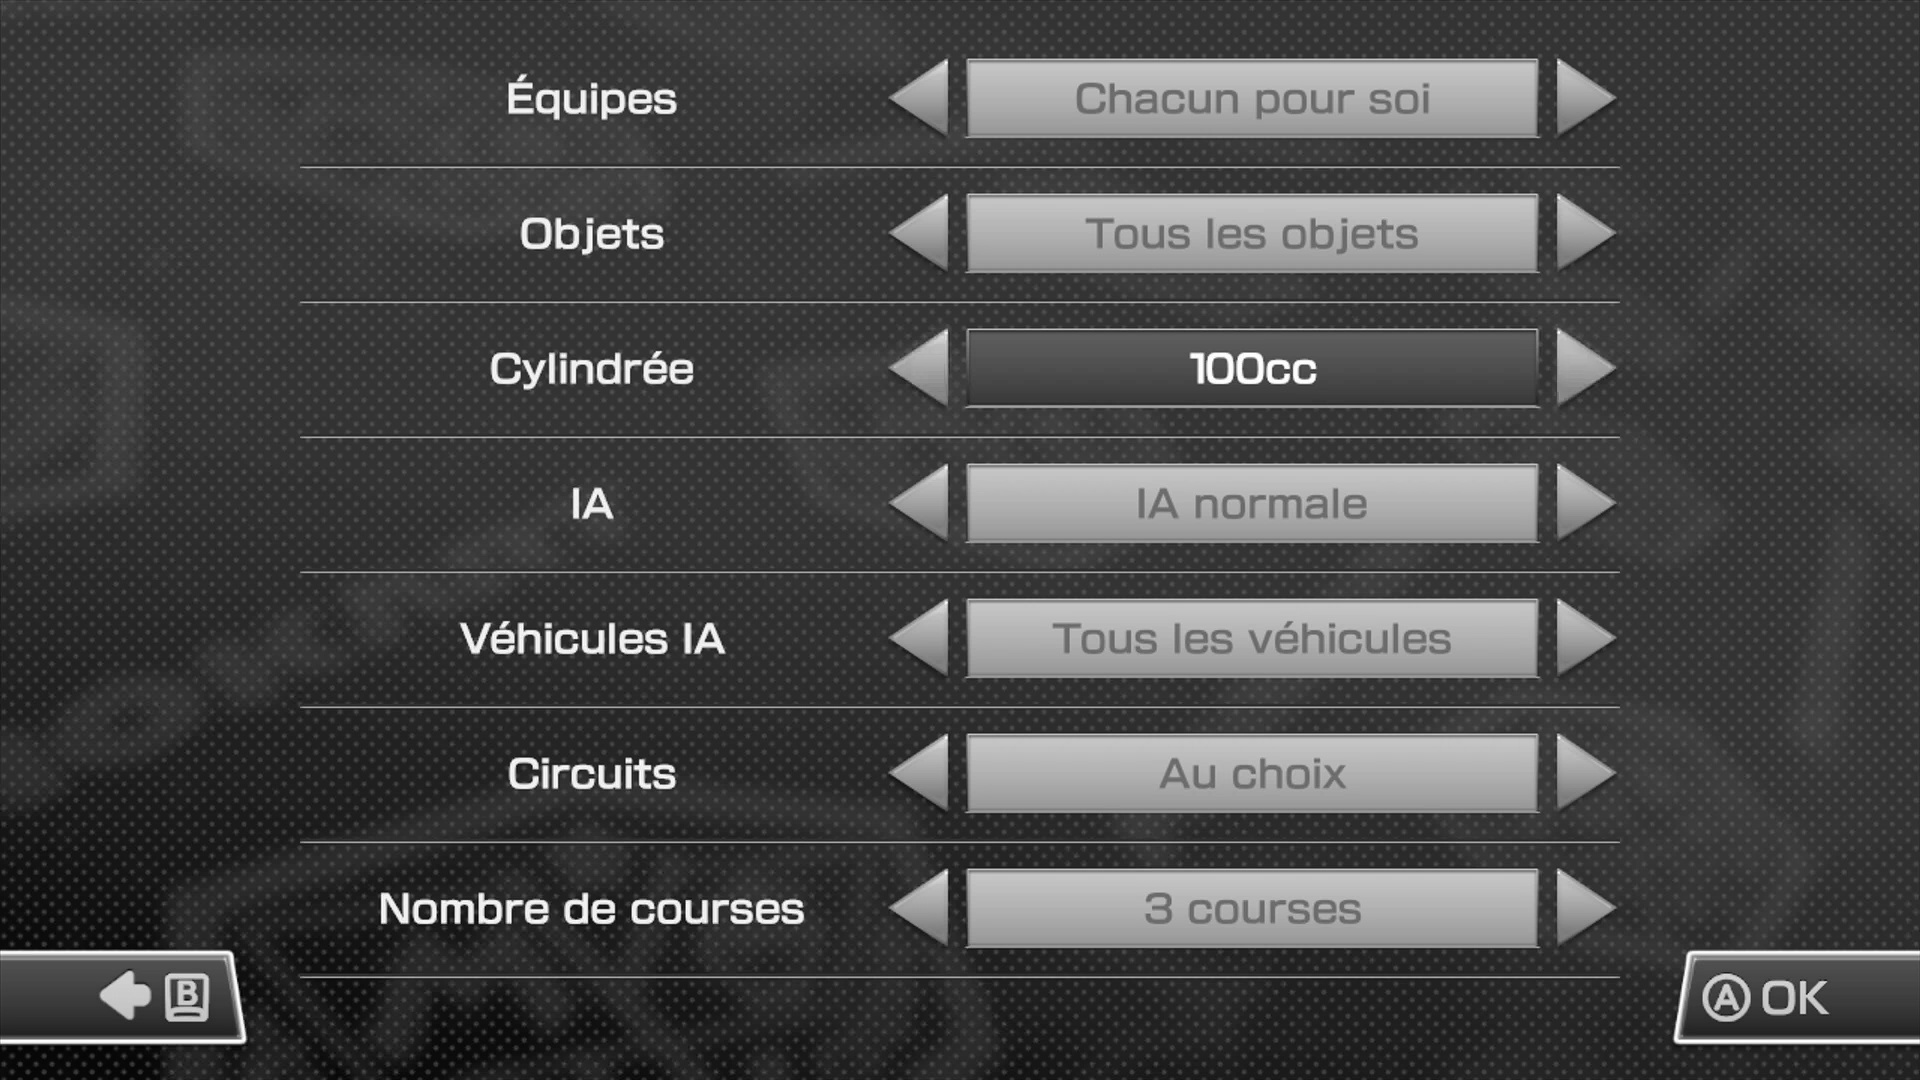 Équipes
Chacun pour soi
Objets
Tous les objets
Cylindrée
100cc
IA
IA normale
Véhicules IA
Tous les véhicules
Circuits
Au choix
Nombre de courses
3 courses
B
A OK